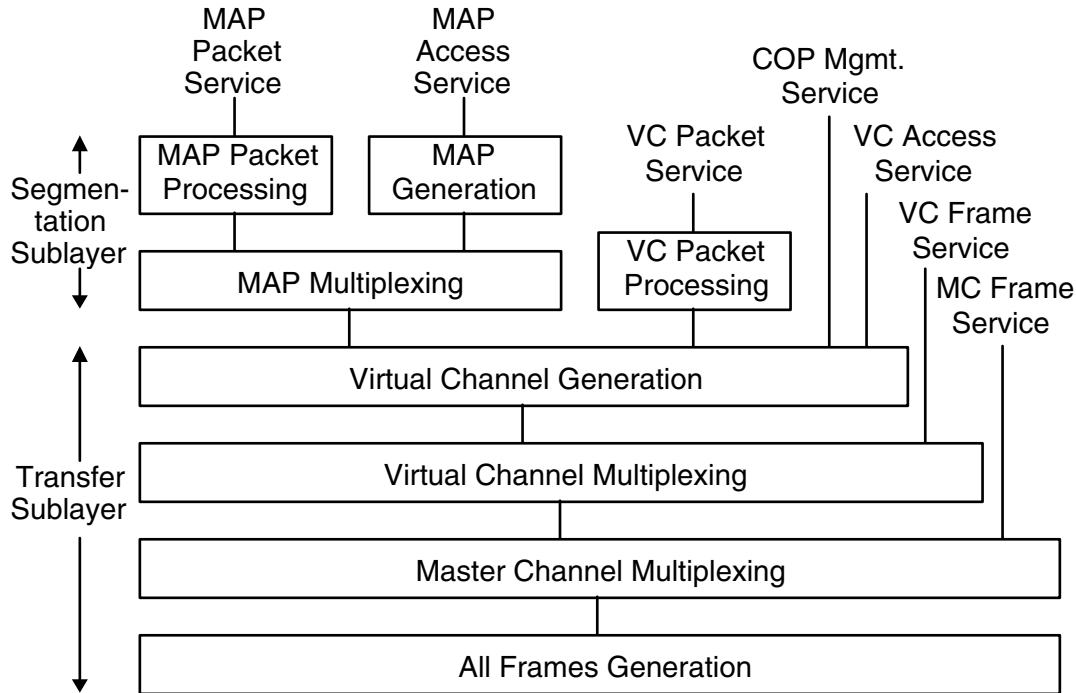 MAP
Packet
Service
MAP
Access
Service
COP Mgmt.
Service
VC Packet
Service
VC Access
Service
VC Frame
Service
MC Frame
Service
Segmen-
tation
Sublayer
MAP Packet
Processing
MAP
Generation
VC Packet
Processing
MAP Multiplexing
Transfer
Sublayer
Virtual Channel Generation
Virtual Channel Multiplexing
Master Channel Multiplexing
All Frames Generation